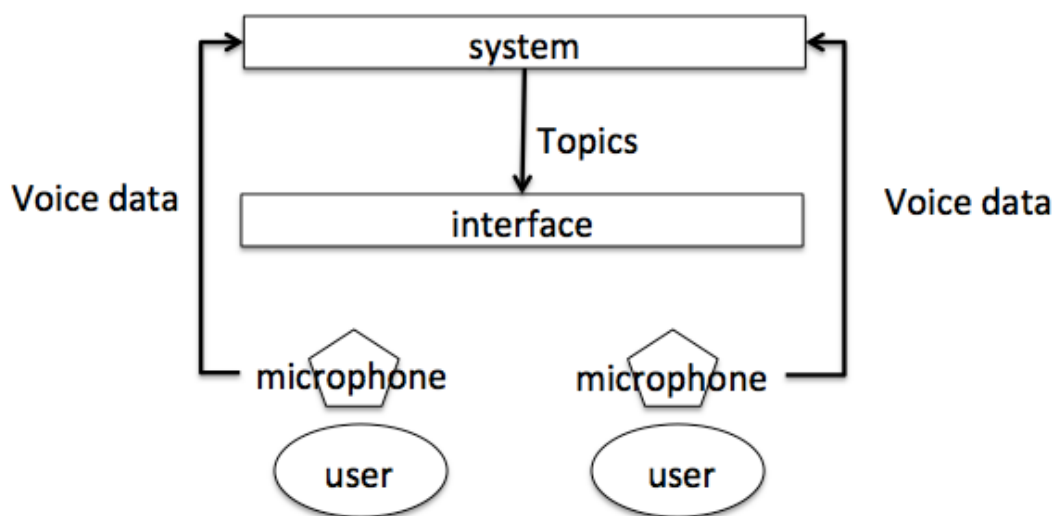 system
Topics
Voice data
Voice data
interface
microphone
microphone
user
user